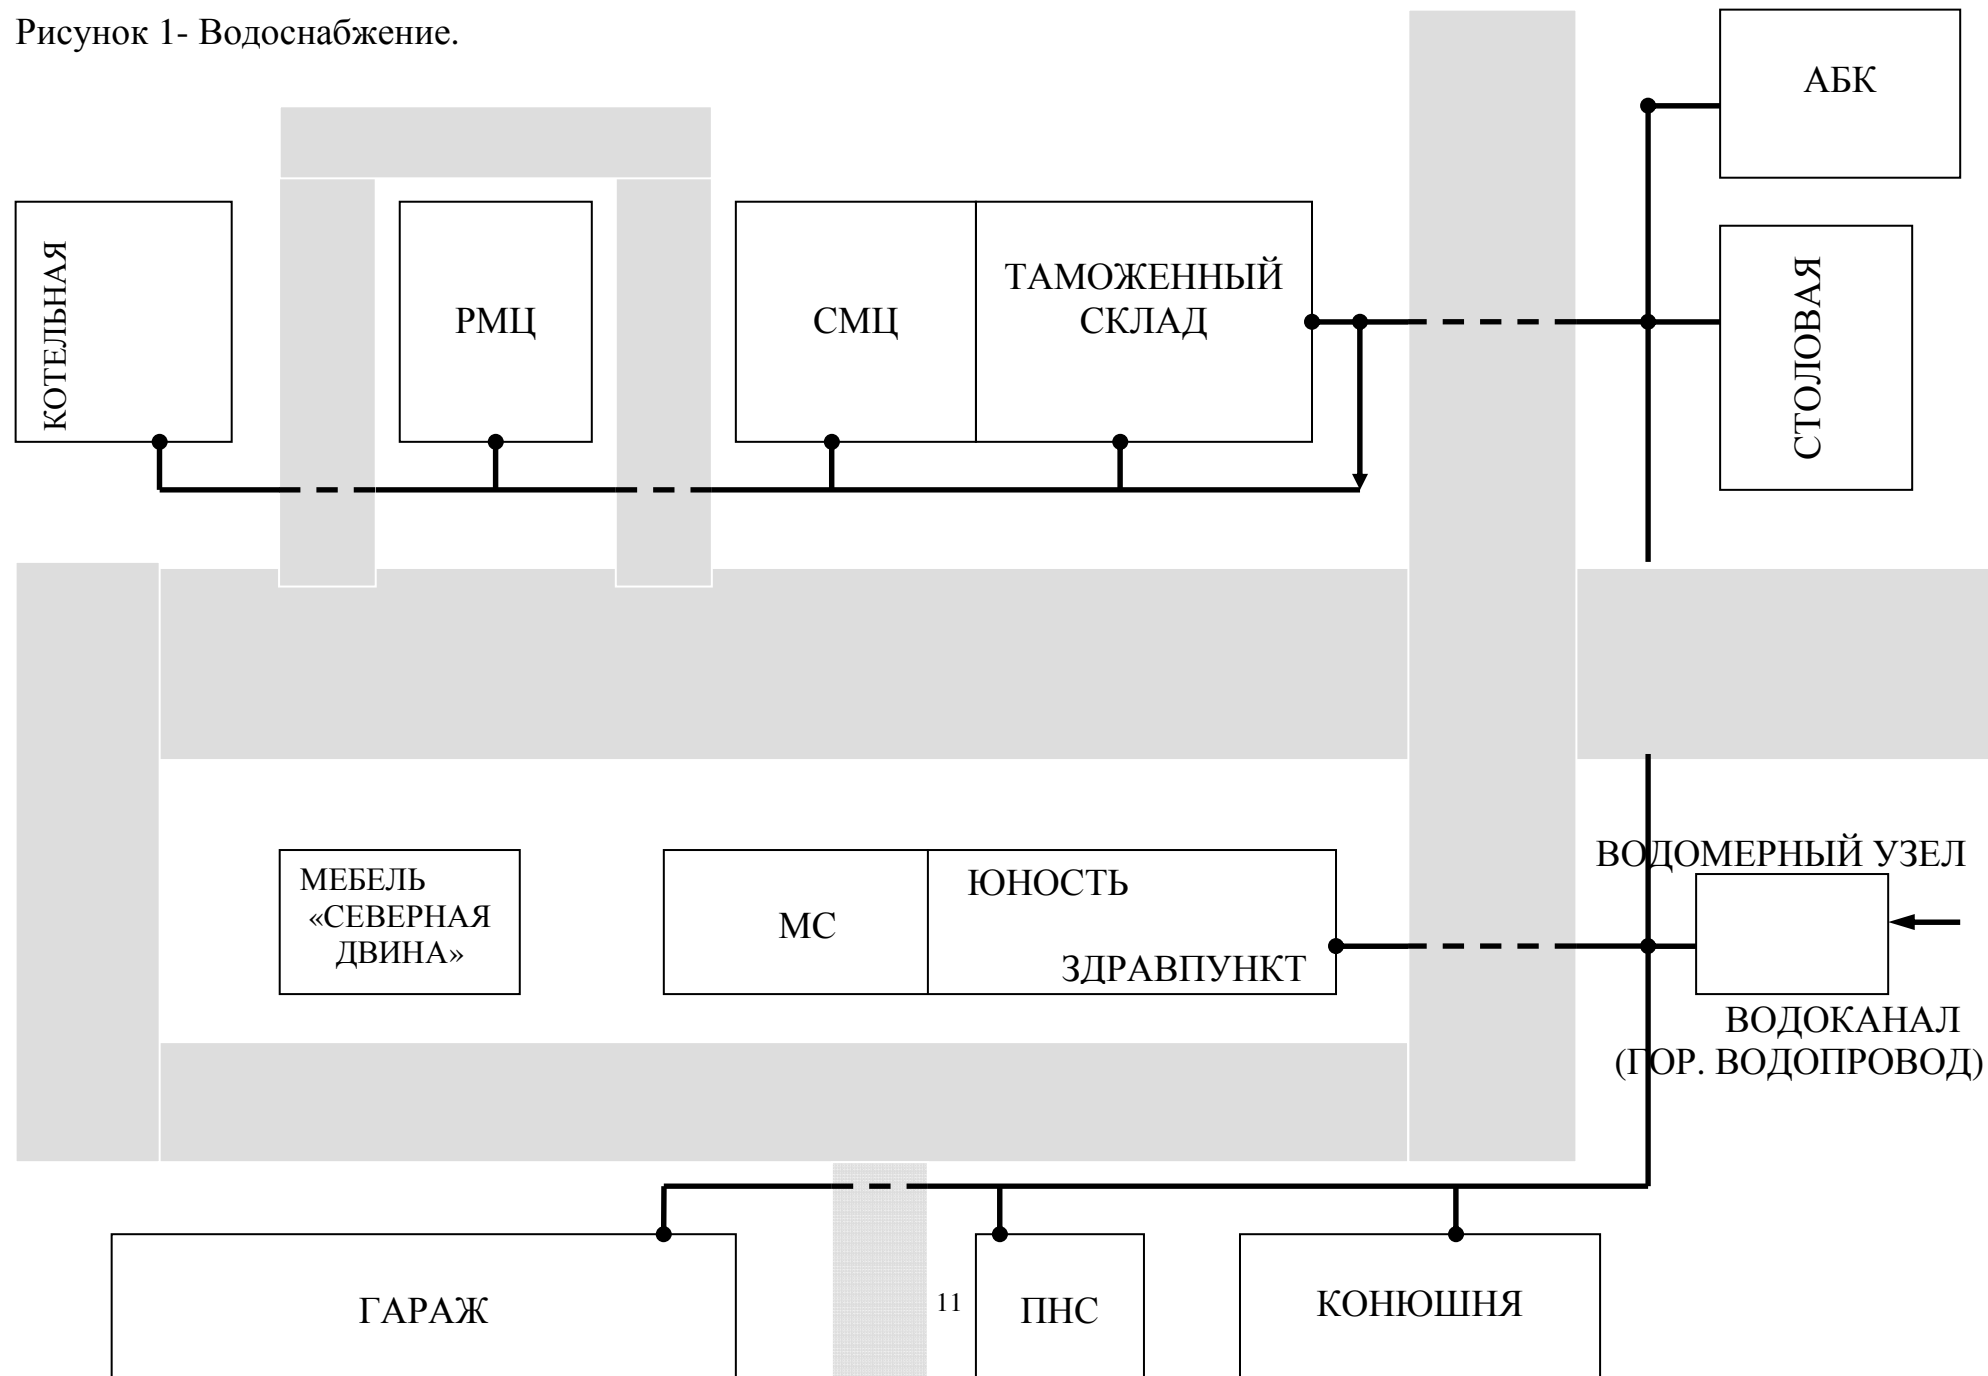 Рисунок 1- Водоснабжение.
АБК
КОТЕЛЬНАЯ
РМЦ
СМЦ
ТАМОЖЕННЫЙ
СКЛАД
СТОЛОВАЯ
МЕБЕЛЬ
«СЕВЕРНАЯ
ДВИНА»
МС
ЮНОСТЬ
ЗДРАВПУНКТ
ВОДОМЕРНЫЙ УЗЕЛ
ВОДОКАНАЛ
(ГОР. ВОДОПРОВОД)
ГАРАЖ
11
ПНС
КОНЮШНЯ